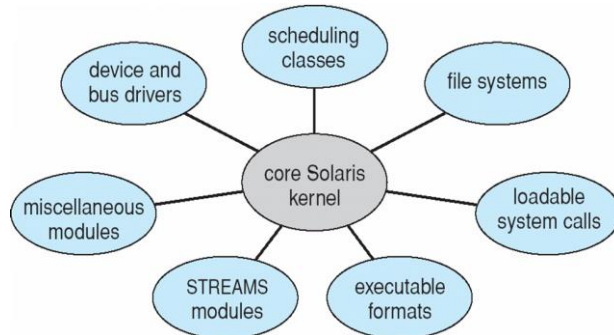 scheduling
classes
device and
bus drivers
file systems
core Solaris
kernel
miscellaneous
modules
loadable
system calls
STREAMS
modules
executable
formats